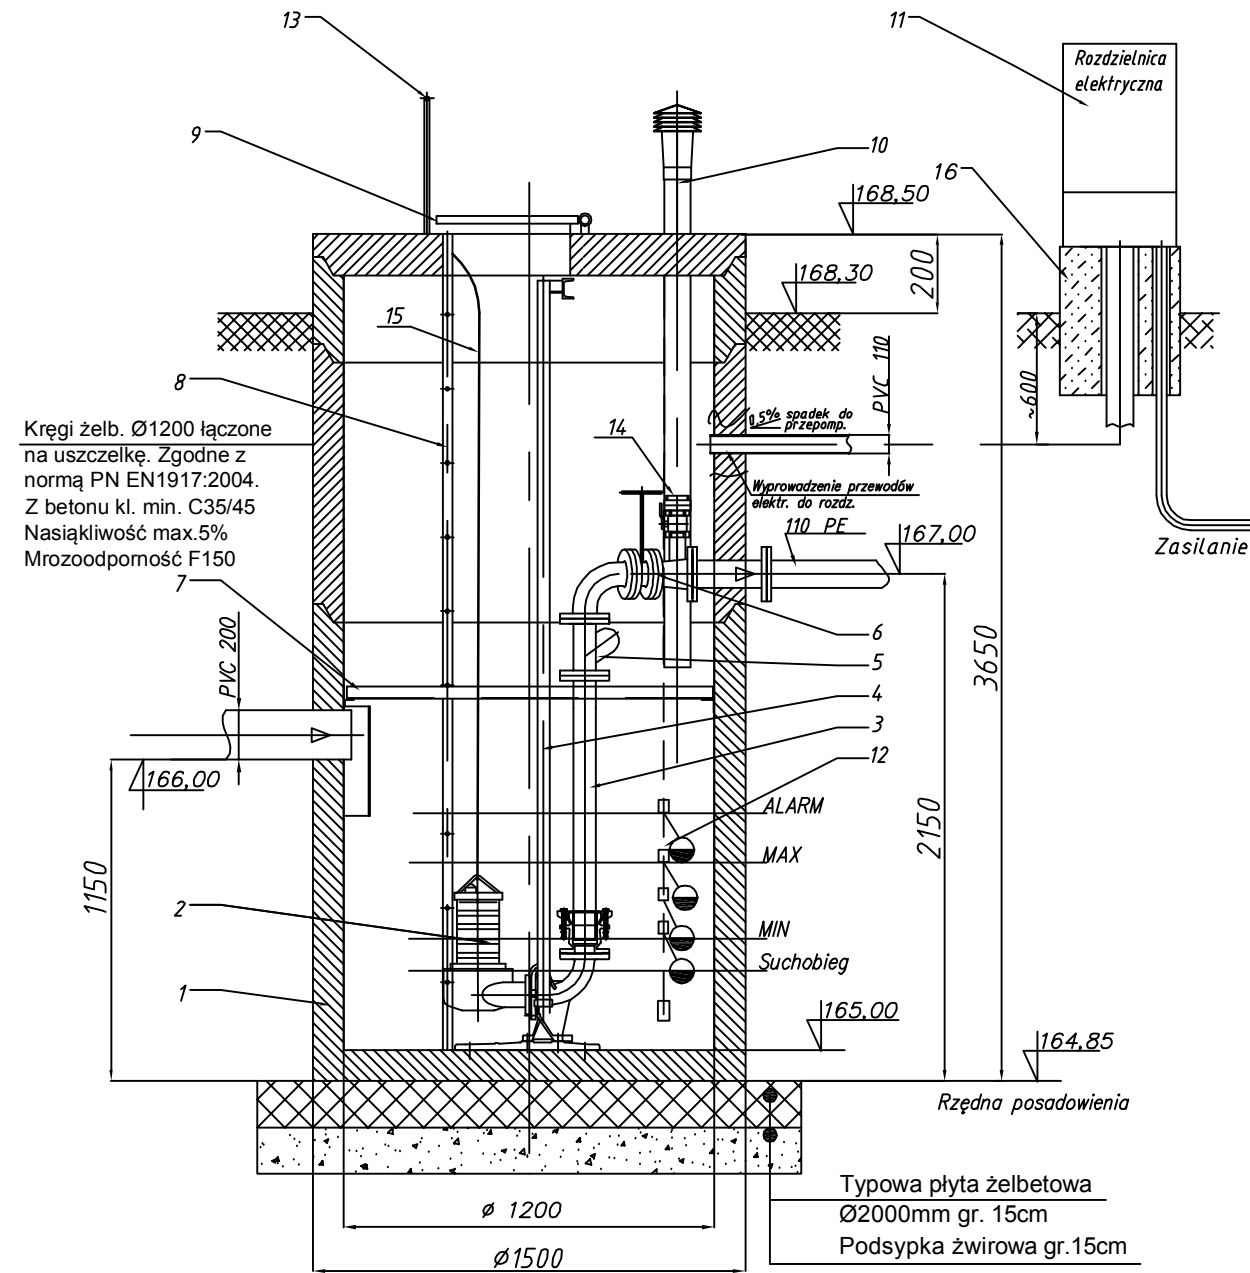 13
11
Rozdzielnica
elektryczna
9
10
16
168,50
168,30
200
15
8
PVC 110
~600
0,5% spadek do
przepomp.
Kręgi żelb. Ø1200 łączone
na uszczelkę. Zgodne z
normą PN EN1917:2004.
Z betonu kl. min. C35/45
Nasiąkliwość max.5%
Mrozoodporność F150
14
Wyprowadzenie przewodów
elektr. do rozdz.
110 PE
167,00
Zasilanie
7
PVC 200
6
5
4
3
12
3650
166,00
ALARM
2150
MAX
1150
2
MIN
Suchobieg
1
165,00
164,85
Rzędna posadowienia
Typowa płyta żelbetowa
Ø2000mm gr. 15cm
Podsypka żwirowa gr.15cm
ø 1200
ø1500